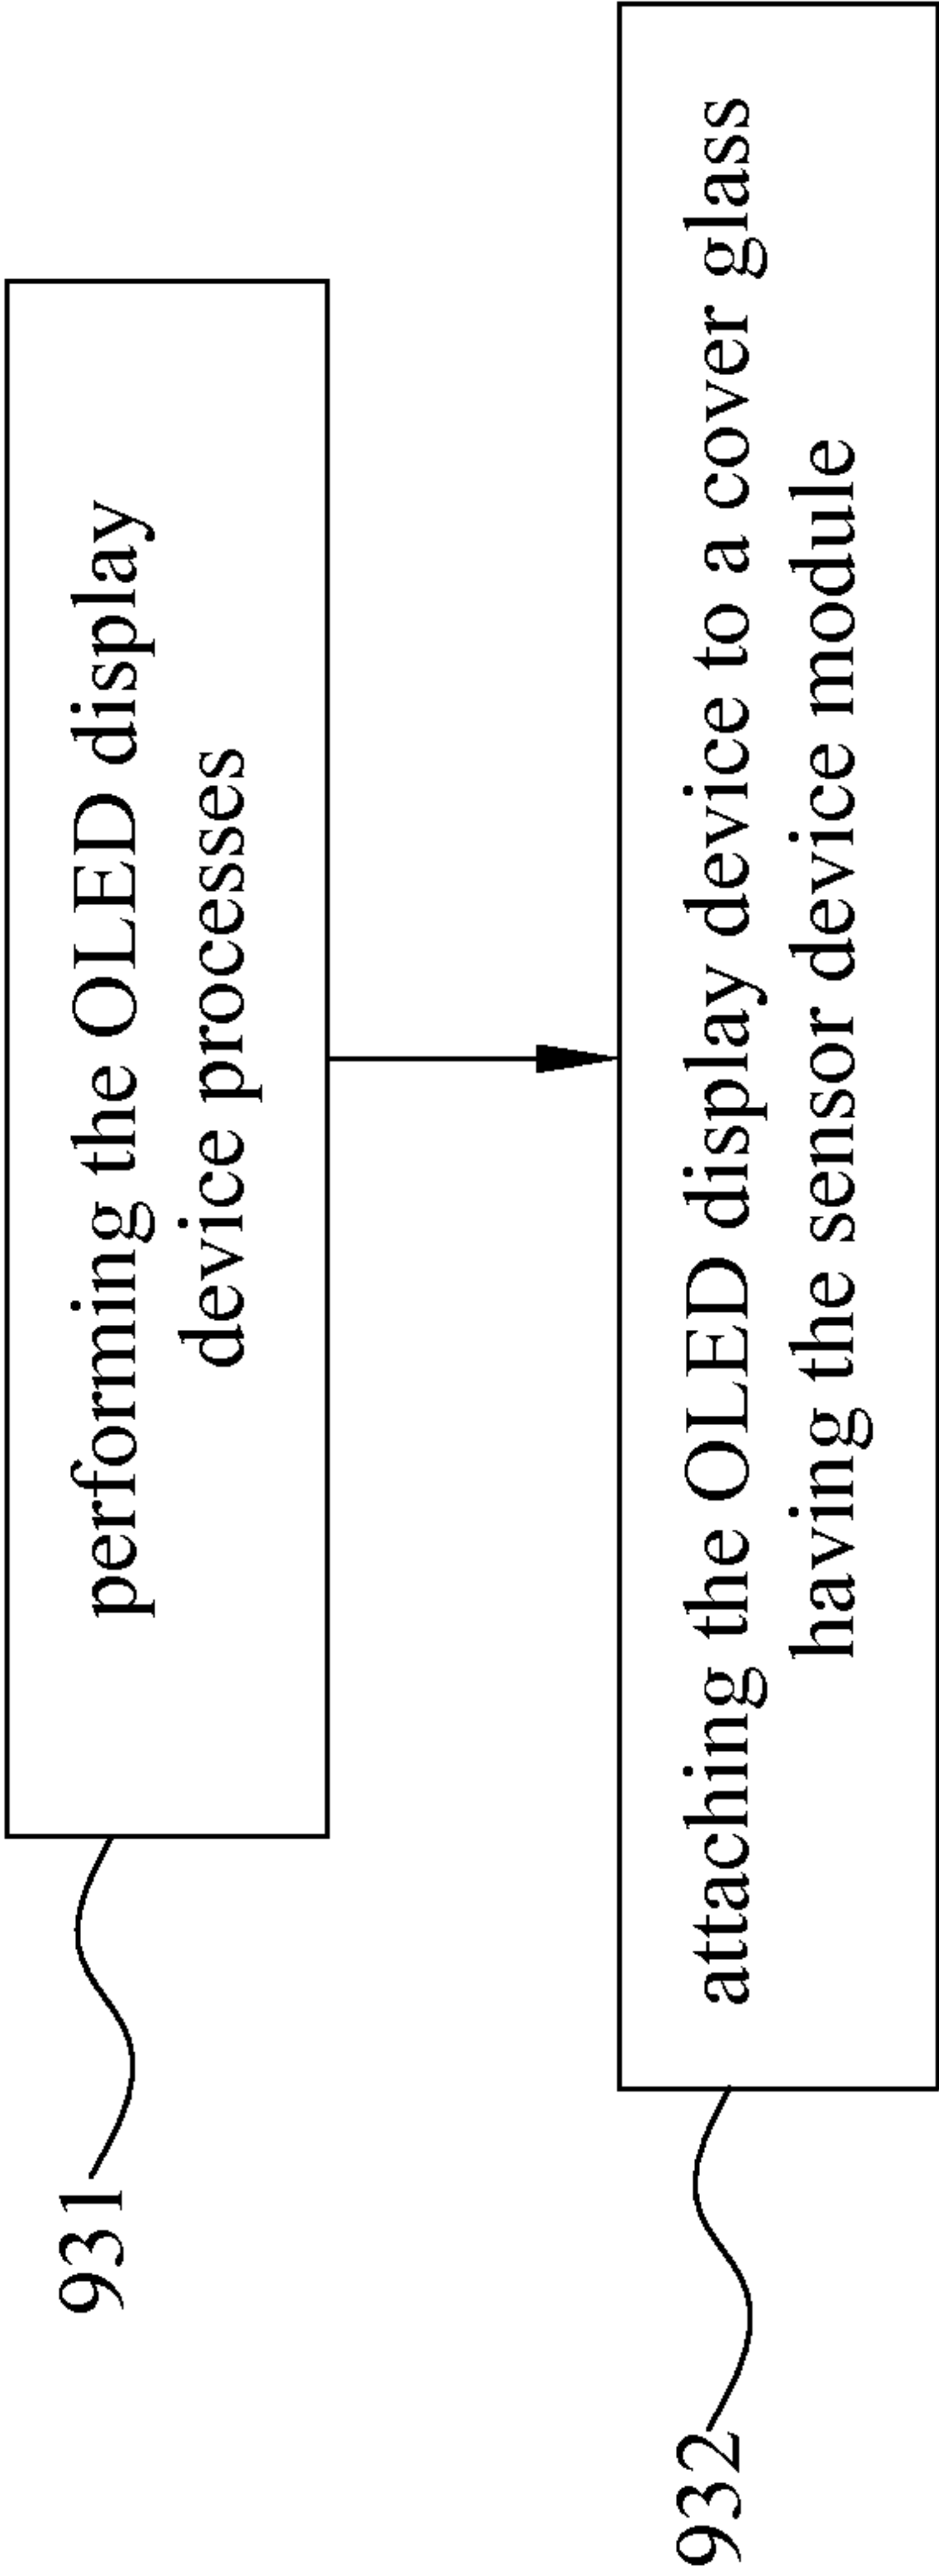 931
performing the OLED display
device processes
932
attaching the OLED display device to a cover glass
having the sensor device module